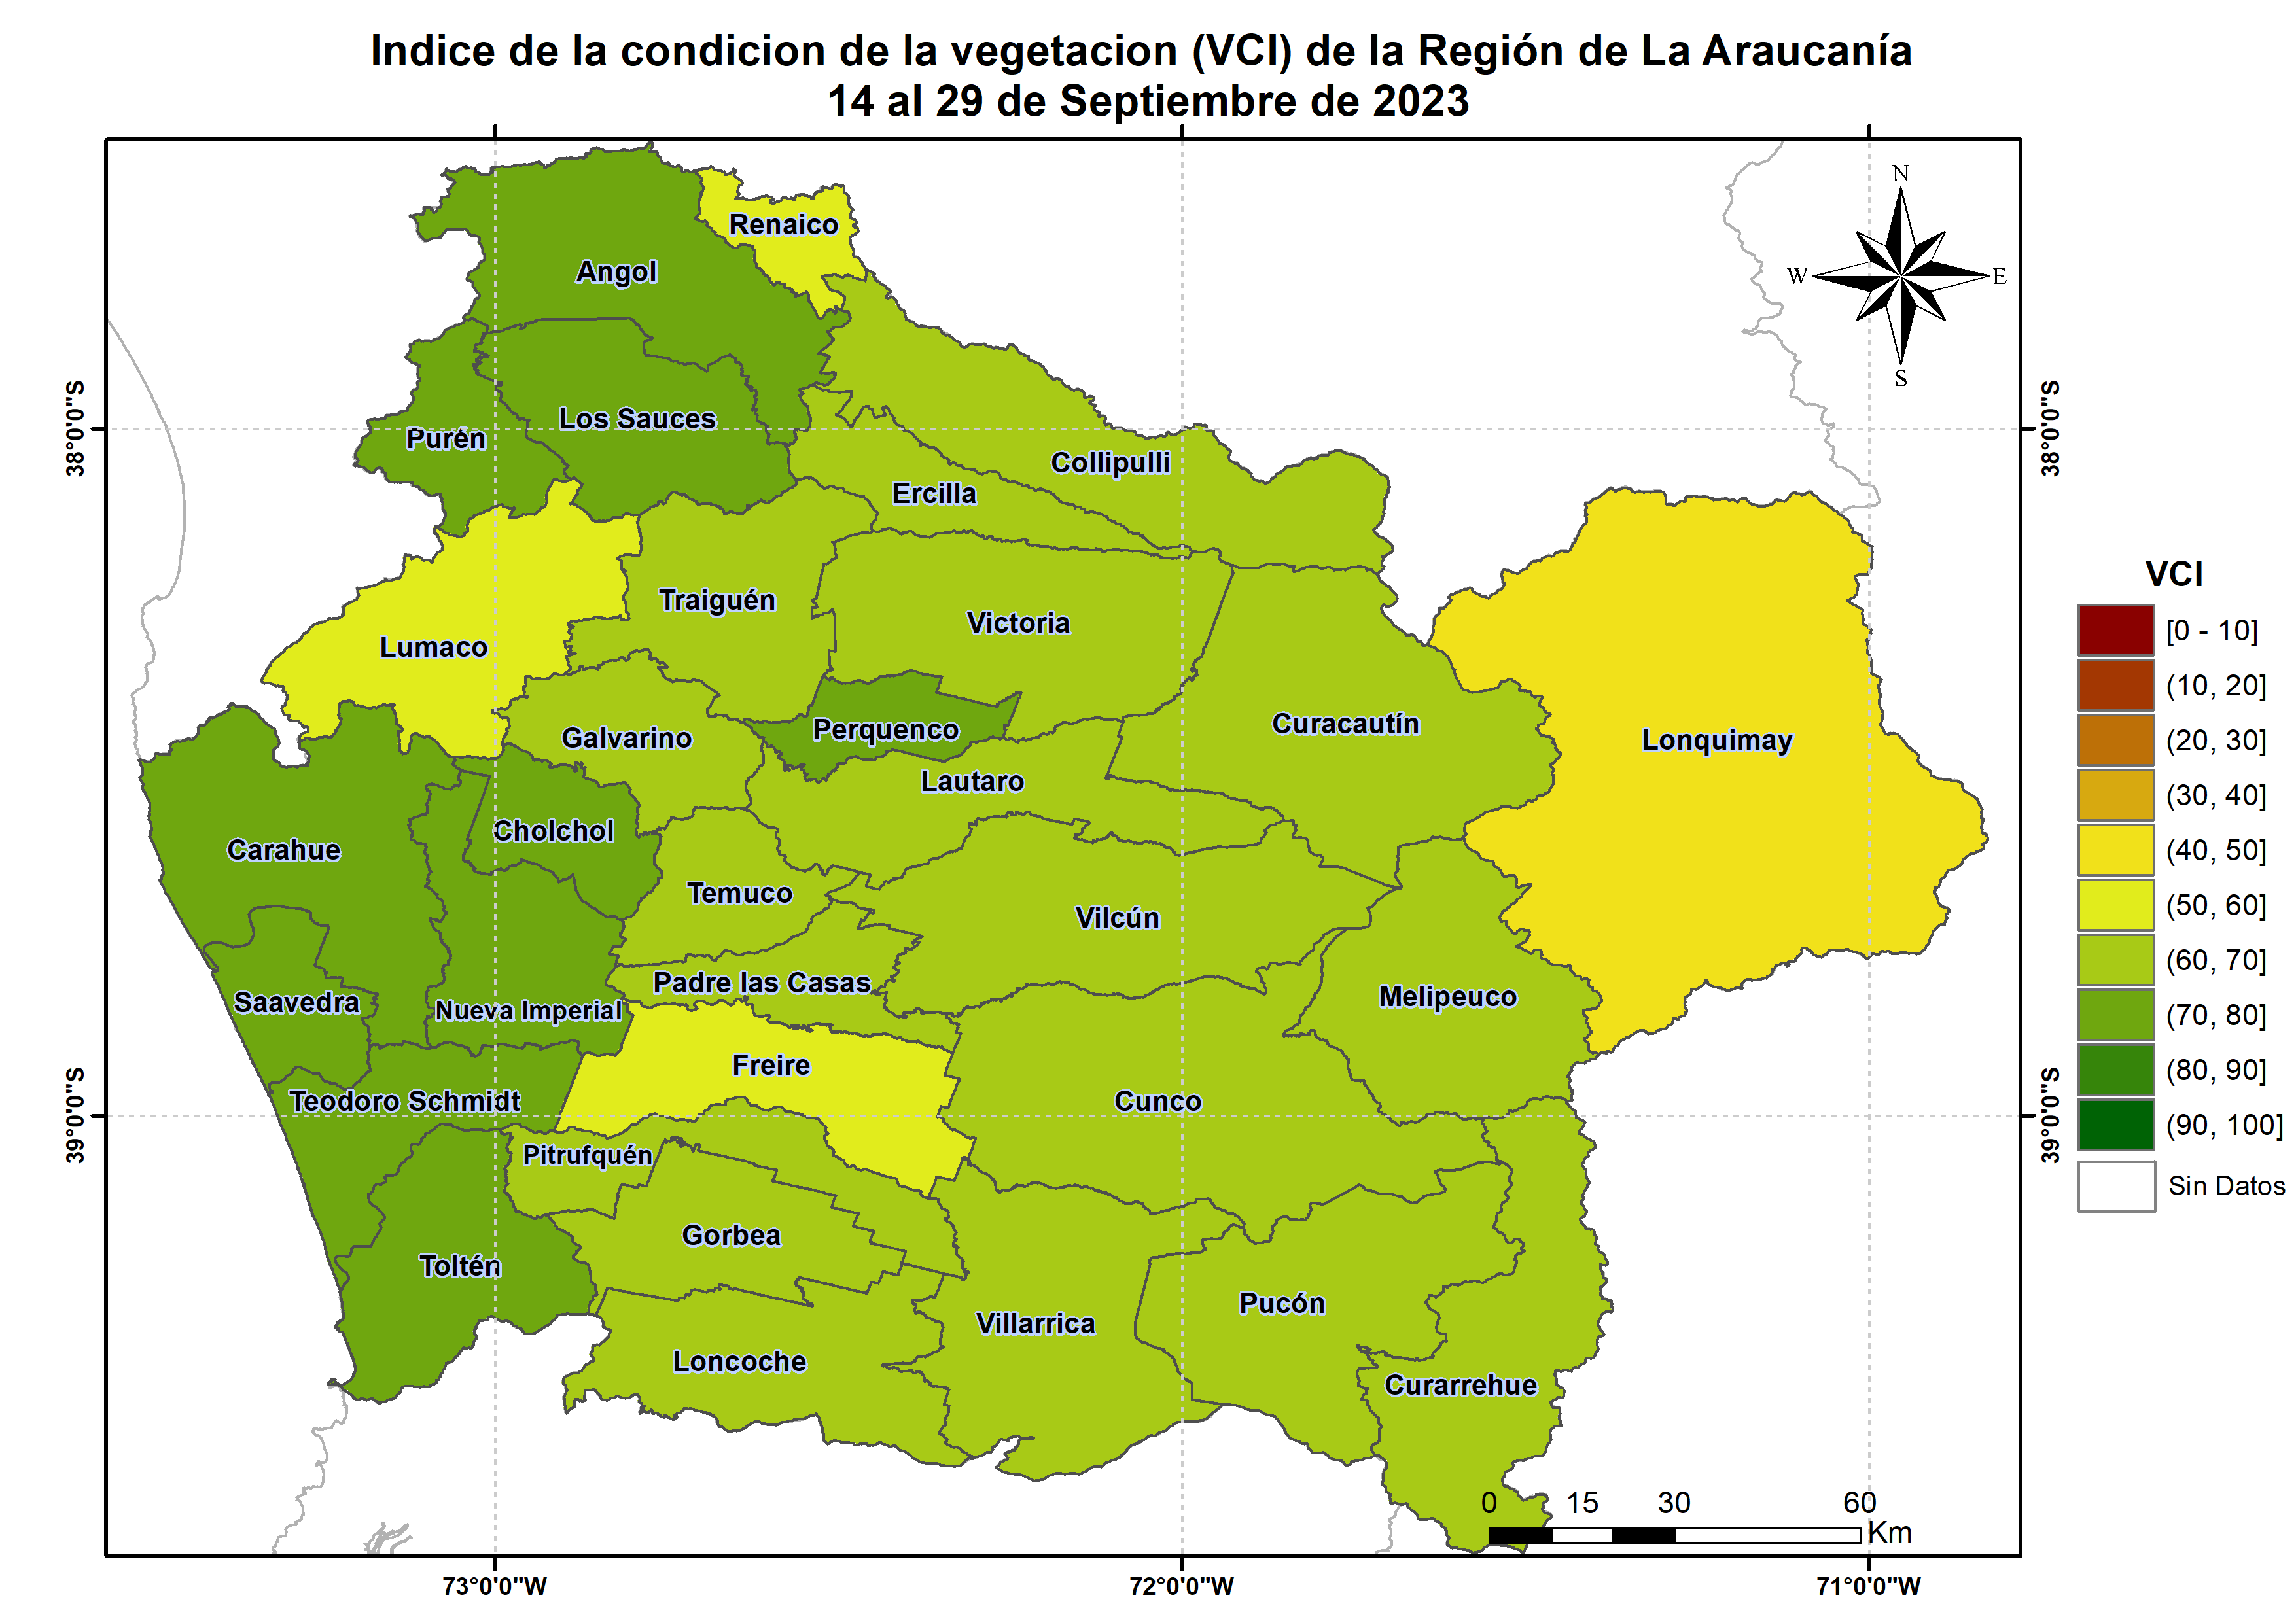 Indice de la condicion de la vegetacion (VCI) de la Región de La Araucanía
14 al 29 de Septiembre de 2023
N
W
E
S
Renaico
Angol
Los Sauces
Purén
Collipulli
Ercilla
Traiguén
Victoria
Lumaco
Curacautín
Perquenco
Galvarino
Lonquimay
Lautaro
Cholchol
Carahue
Temuco
Vilcún
Padre las Casas
Melipeuco
Saavedra
Nueva Imperial
Freire
Teodoro Schmidt
Cunco
Pitrufquén
Gorbea
Toltén
Pucón
Villarrica
Loncoche
Curarrehue
38°0'0"S
39°0'0"S
38°0'0"S
39°0'0"S
73°0'0"W
72°0'0"W
71°0'0"W
0 15 30 60
Km
VCI
[0 - 10]
(10, 20]
(20, 30]
(30, 40]
(40, 50]
(50, 60]
(60, 70]
(70, 80]
(80, 90]
(90, 100]
Sin Datos